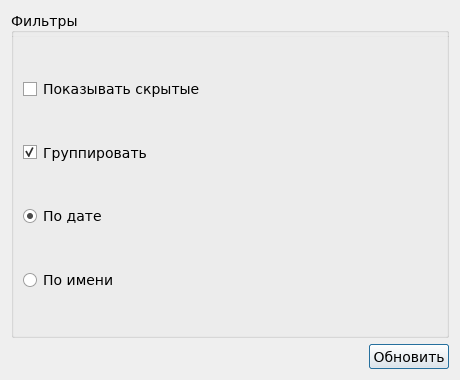 Фильтры
Показывать скрытые
Группировать
По дате
По имени
Обновить